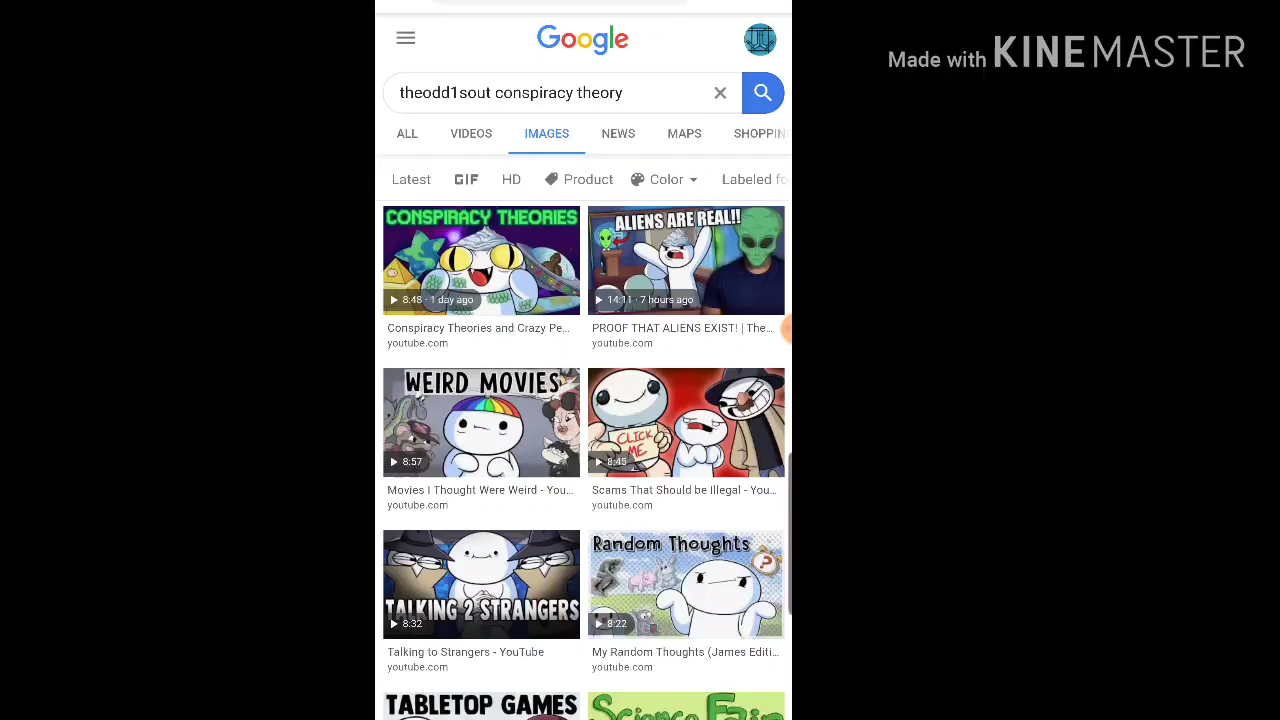 Google
Made with KINEMASTER
theodd1sout conspiracy theory
ALL VIDEOS IMAGES NEWS MAPS SHOPPIN
Latest GIF HD Product Color Labeled fo
CONSPIRACY THEORIES
8:48 · 1 day ago
Conspiracy Theories and Crazy Pe...
youtube.com
ALIENS ARE REAL!!
14:11 · 7 hours ago
PROOF THAT ALIENS EXIST! | The...
youtube.com
WEIRD MOVIES
8:57
Movies I Thought Were Weird - You...
youtube.com
CLICK
ME
8:45
Scams That Should be Illegal - You...
youtube.com
TALKING 2 STRANGERS
8:32
Talking to Strangers - YouTube
youtube.com
Random Thoughts
?
8:22
My Random Thoughts (James Editi...
youtube.com
TABLETOP GAMES
Science Fair